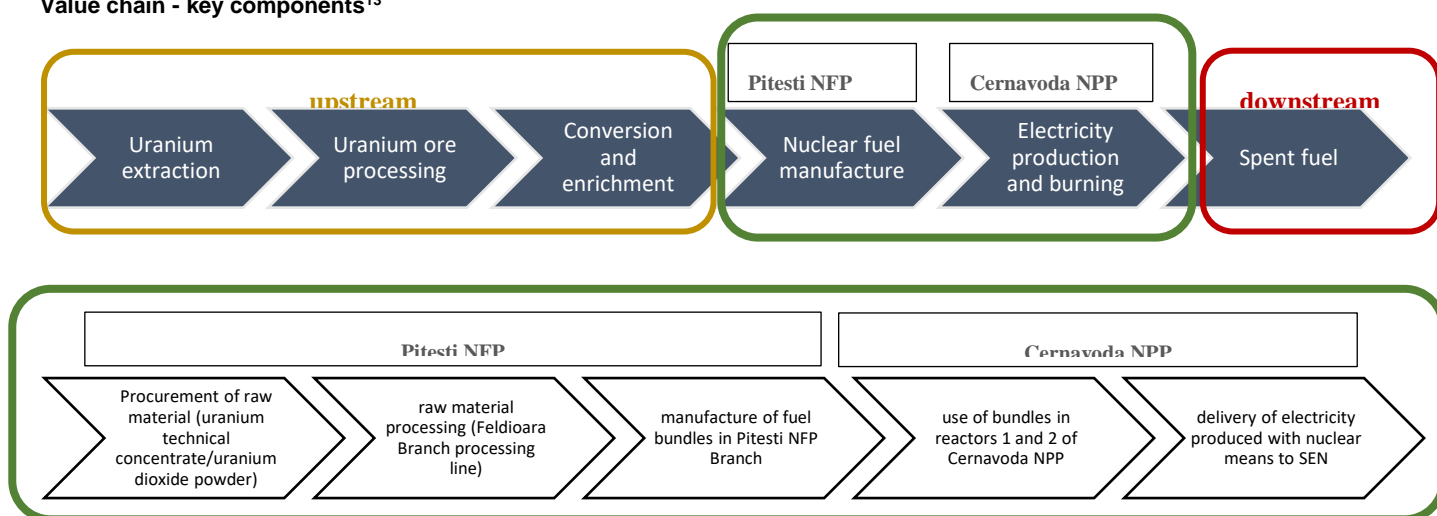 Value chain - key components¹³
Pitesti NFP
Cernavoda NPP
upstream
downstream
Uranium
extraction
Uranium ore
processing
Conversion
and
enrichment
Nuclear fuel
manufacture
Electricity
production
and burning
Spent fuel
Pitesti NFP
Cernavoda NPP
Procurement of raw
material (uranium
technical
concentrate/uranium
dioxide powder)
raw material
processing (Feldioara
Branch processing
line)
manufacture of fuel
bundles in Pitesti NFP
Branch
use of bundles in
reactors 1 and 2 of
Cernavoda NPP
delivery of electricity
produced with nuclear
means to SEN